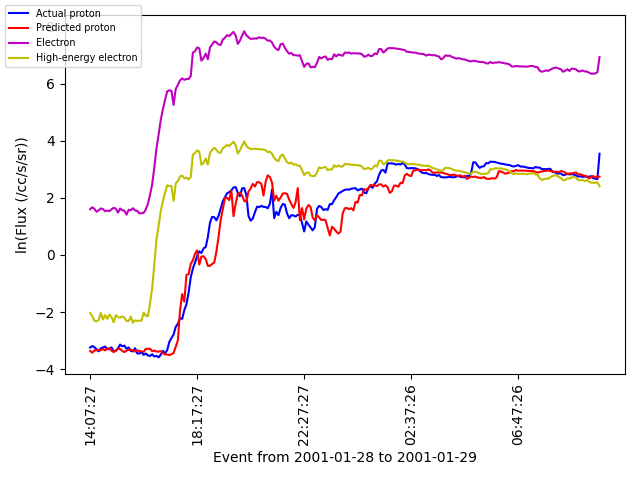 Actual proton
Predicted proton
Electron
High-energy electron
ln(Flux (/cc/s/sr))
6
4
2
0
−2
−4
14:07:27
18:17:27
22:27:27
02:37:26
06:47:26
Event from 2001-01-28 to 2001-01-29